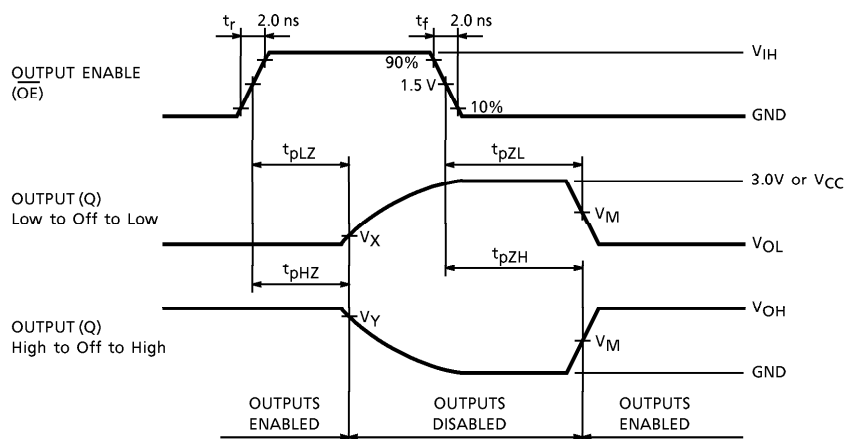 tr 2.0 ns tf 2.0 ns
OUTPUT ENABLE
(O̅E̅)
90%
1.5 V
10%
VIH
GND
tpLZ tpZL
OUTPUT (Q)
Low to Off to Low
3.0V or VCC
VX
VM
VOL
tpHZ tpZH
OUTPUT (Q)
High to Off to High
VY
VM
VOH
GND
OUTPUTS
ENABLED
OUTPUTS
DISABLED
OUTPUTS
ENABLED